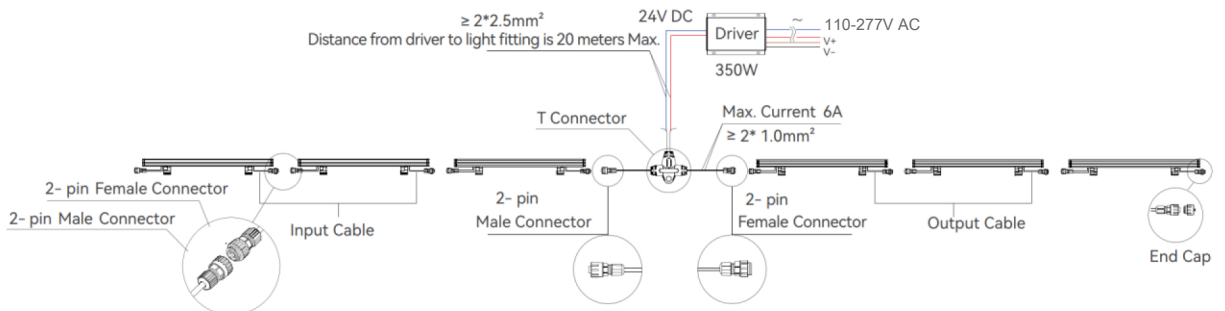 ≥ 2*2.5mm²
Distance from driver to light fitting is 20 meters Max.
24V DC
Driver
350W
~
110-277V AC
V+
V-
T Connector
Max. Current 6A
≥ 2* 1.0mm²
2- pin Female Connector
2- pin Male Connector
Input Cable
2- pin
Male Connector
2- pin
Female Connector
Output Cable
End Cap